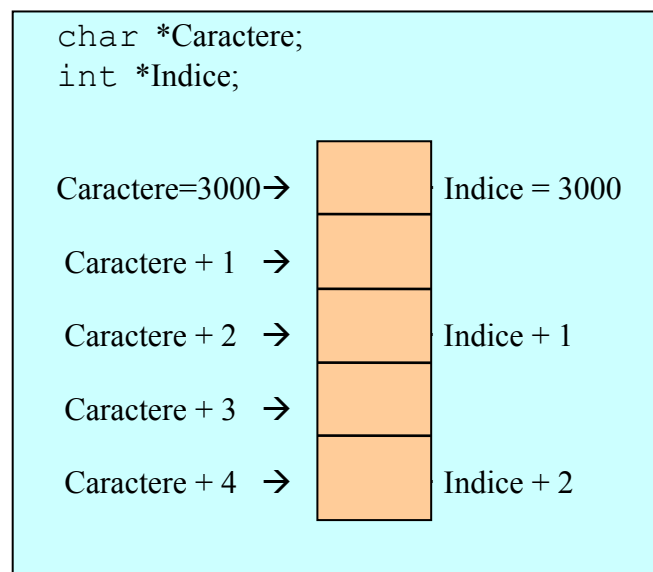 char *Caractere;
int *Indice;
Caractere=3000→ Indice = 3000
Caractere + 1 →
Caractere + 2 → Indice + 1
Caractere + 3 →
Caractere + 4 → Indice + 2